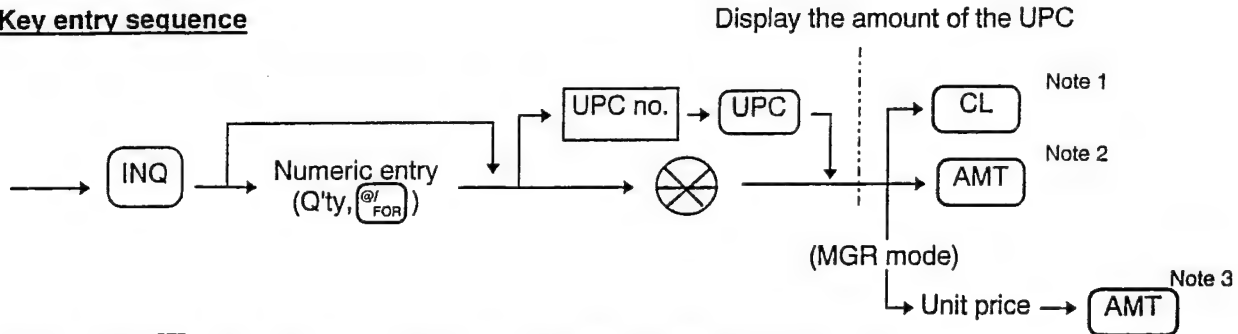 Key entry sequence
Display the amount of the UPC
UPC no. UPC
CL Note 1
INQ
Numeric entry
(Q'ty, @/FOR)
AMT Note 2
(MGR mode)
Unit price AMT Note 3